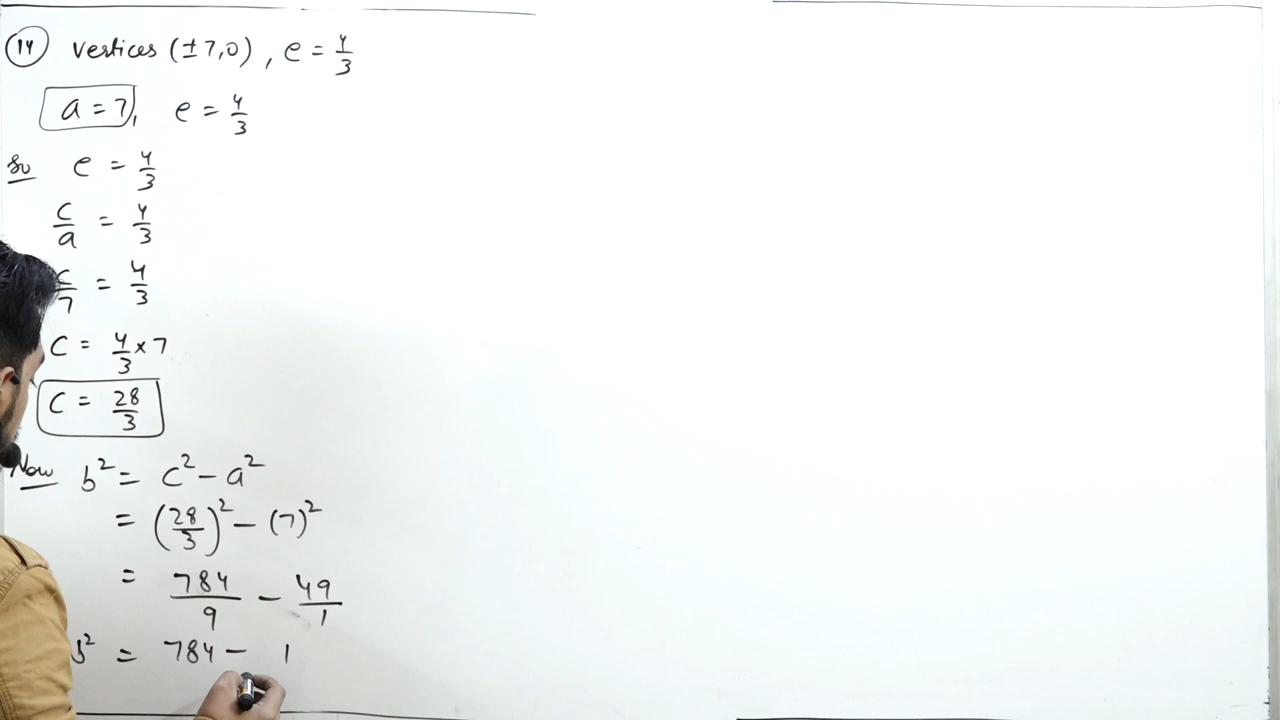 14 Vertices (±7,0), e = 4/3
a = 7, e = 4/3
So e = 4/3
c/a = 4/3
c/7 = 4/3
C = 4/3 × 7
C = 28/3
Now b² = c² - a²
= (28/3)² - (7)²
= 784/9 - 49/1
b² = 784 - 1